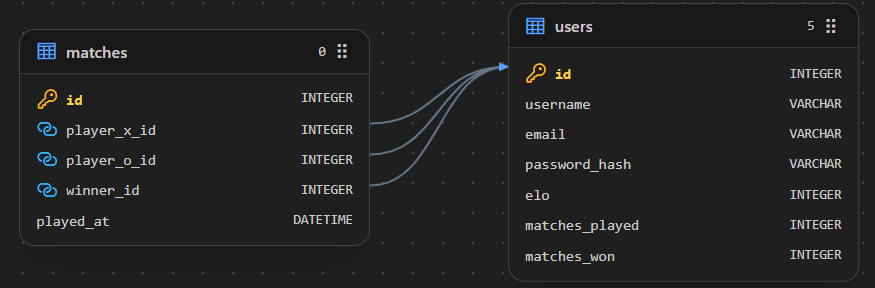 matches 0
id INTEGER
player_x_id INTEGER
player_o_id INTEGER
winner_id INTEGER
played_at DATETIME
users 5
id INTEGER
username VARCHAR
email VARCHAR
password_hash VARCHAR
elo INTEGER
matches_played INTEGER
matches_won INTEGER